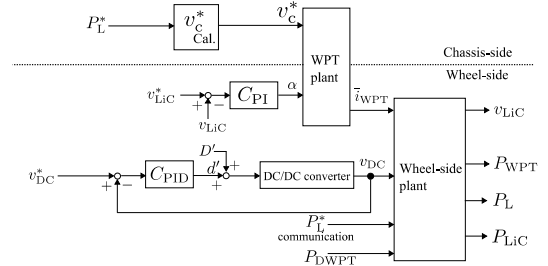 P*L
v*c
Cal.
v*c
WPT
plant
Chassis-side
Wheel-side
v*LiC
+
−
CPI
α
vLiC
īWPT
Wheel-side
plant
vLiC
PWPT
PL
PLiC
v*DC
+
−
CPID
D′
d′
+
+
DC/DC converter
vDC
P*L
communication
PDWPT